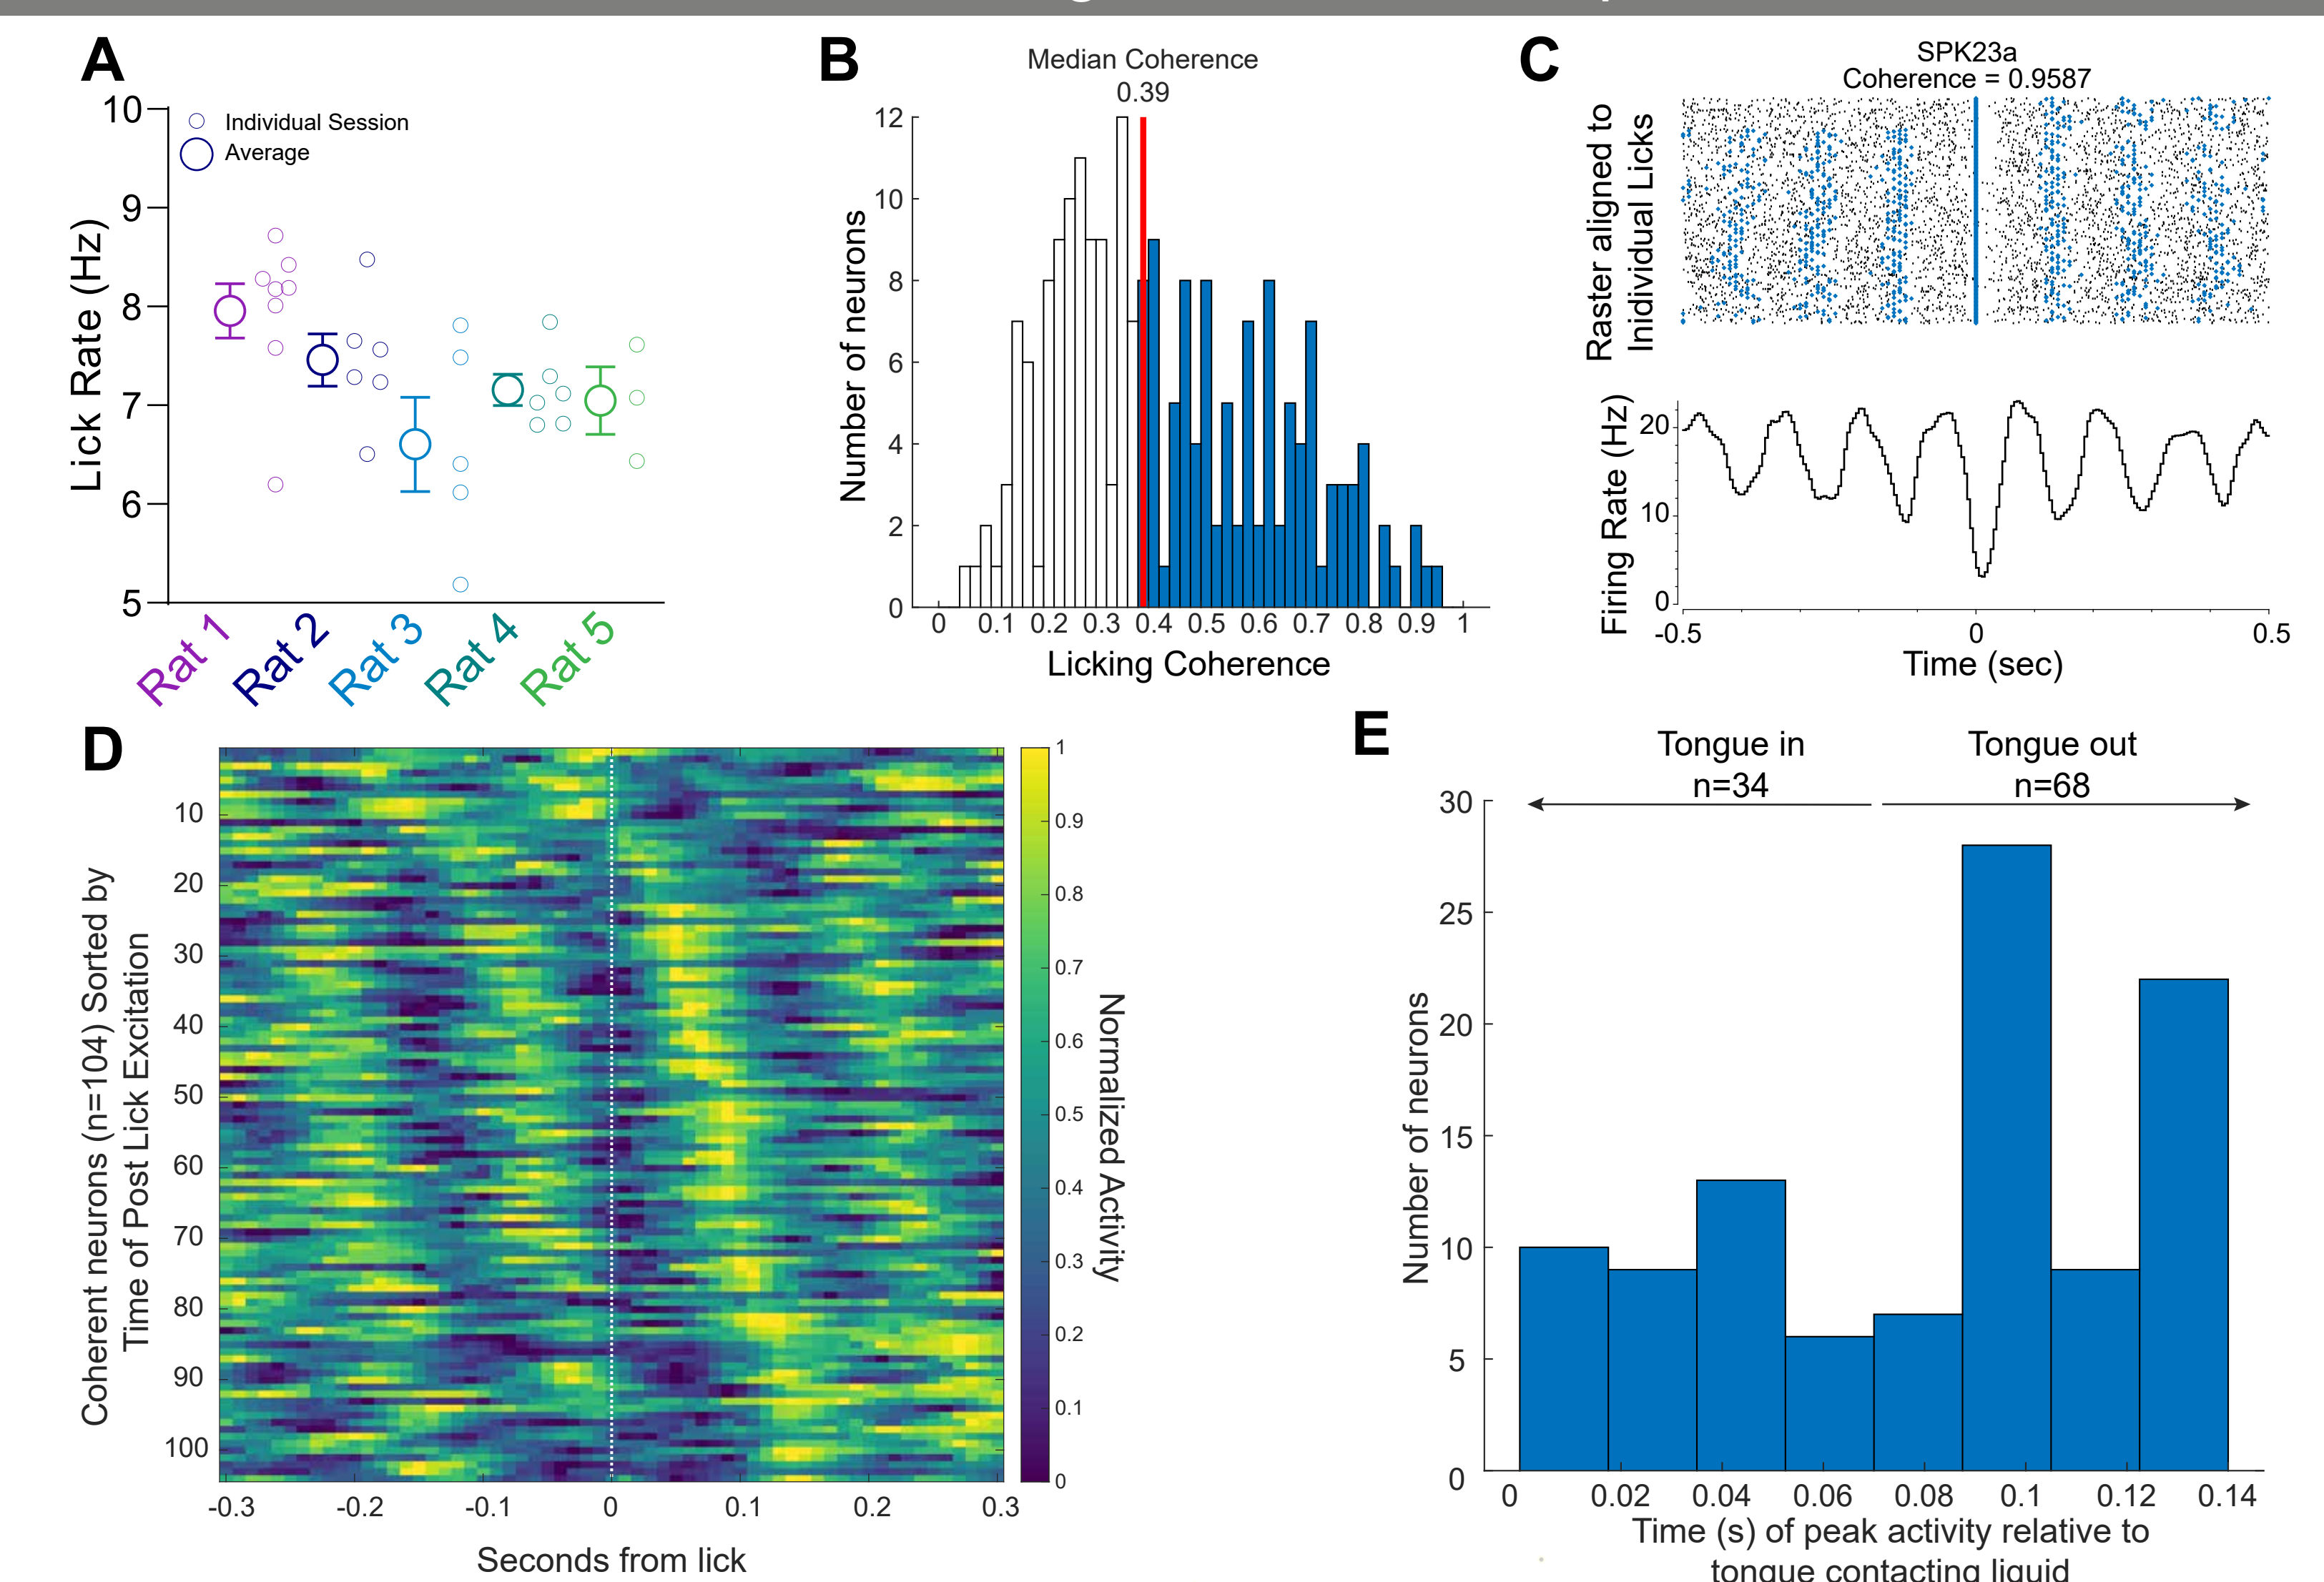 A
10
9
8
7
6
5
Lick Rate (Hz)
Individual Session
Average
Rat 1
Rat 2
Rat 3
Rat 4
Rat 5
B
Median Coherence
0.39
12
10
8
6
4
2
0
Number of neurons
0 0.1 0.2 0.3 0.4 0.5 0.6 0.7 0.8 0.9 1
Licking Coherence
C
SPK23a
Coherence = 0.9587
Raster aligned to
Inidividual Licks
Firing Rate (Hz)
20
10
0
-0.5 0 0.5
Time (sec)
D
Coherent neurons (n=104) Sorted by
Time of Post Lick Excitation
10
20
30
40
50
60
70
80
90
100
-0.3 -0.2 -0.1 0 0.1 0.2 0.3
Seconds from lick
1
0.9
0.8
0.7
0.6
0.5
0.4
0.3
0.2
0.1
0
Normalized Activity
E
Tongue in
n=34
Tongue out
n=68
30
25
20
15
10
5
0
Number of neurons
0 0.02 0.04 0.06 0.08 0.1 0.12 0.14
Time (s) of peak activity relative to
tongue contacting liquid